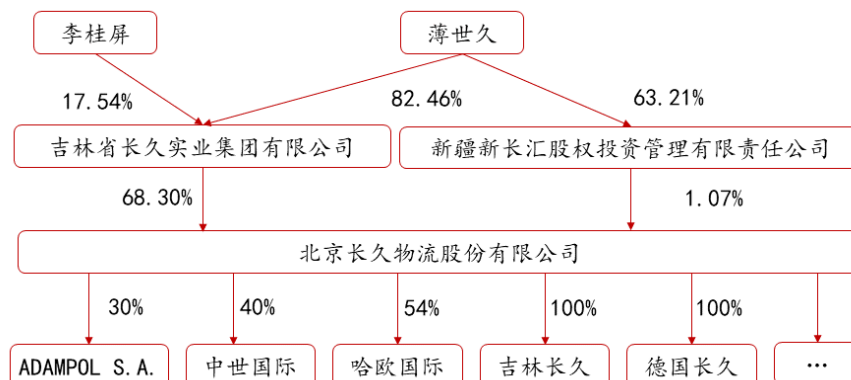 李桂屏
薄世久
17.54%
82.46%
63.21%
吉林省长久实业集团有限公司
新疆新长汇股权投资管理有限责任公司
68.30%
1.07%
北京长久物流股份有限公司
30%
40%
54%
100%
100%
ADAMPOL S.A.
中世国际
哈欧国际
吉林长久
德国长久
…